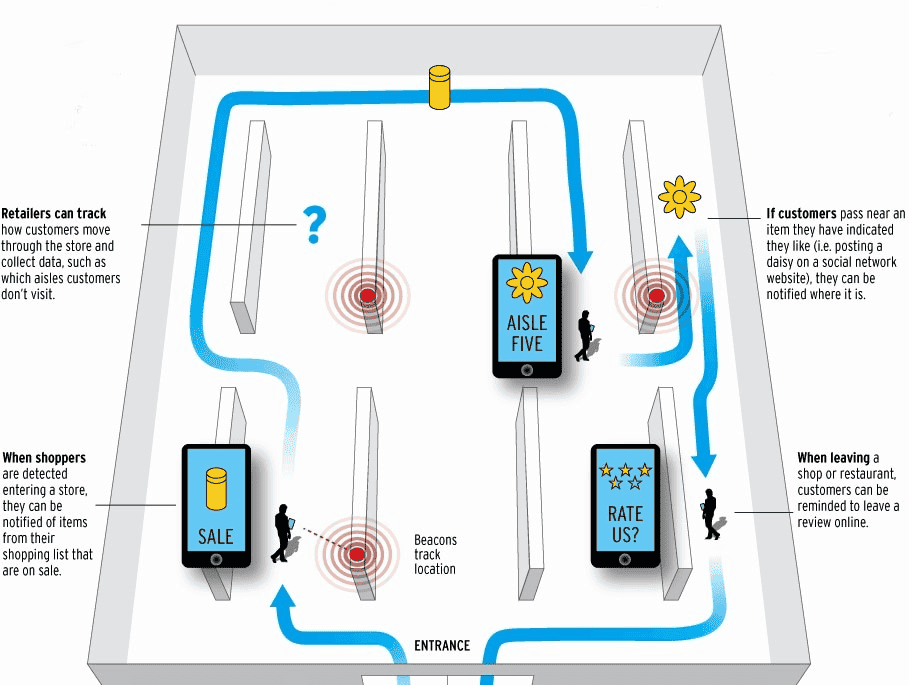 Retailers can track
how customers move
through the store and
collect data, such as
which aisles customers
don't visit.
?
If customers pass near an
item they have indicated
they like (i.e. posting a
daisy on a social network
website), they can be
notified where it is.
AISLE
FIVE
When shoppers
are detected
entering a store,
they can be
notified of items
from their
shopping list that
are on sale.
SALE
Beacons
track
location
RATE
US?
When leaving a
shop or restaurant,
customers can be
reminded to leave a
review online.
ENTRANCE